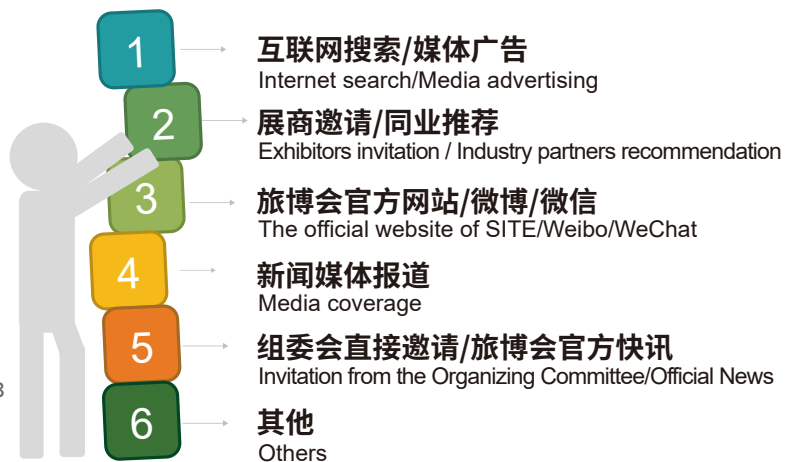 1
互联网搜索/媒体广告
Internet search/Media advertising
2
展商邀请/同业推荐
Exhibitors invitation / Industry partners recommendation
3
旅博会官方网站/微博/微信
The official website of SITE/Weibo/WeChat
4
新闻媒体报道
Media coverage
5
组委会直接邀请/旅博会官方快讯
Invitation from the Organizing Committee/Official News
6
其他
Others